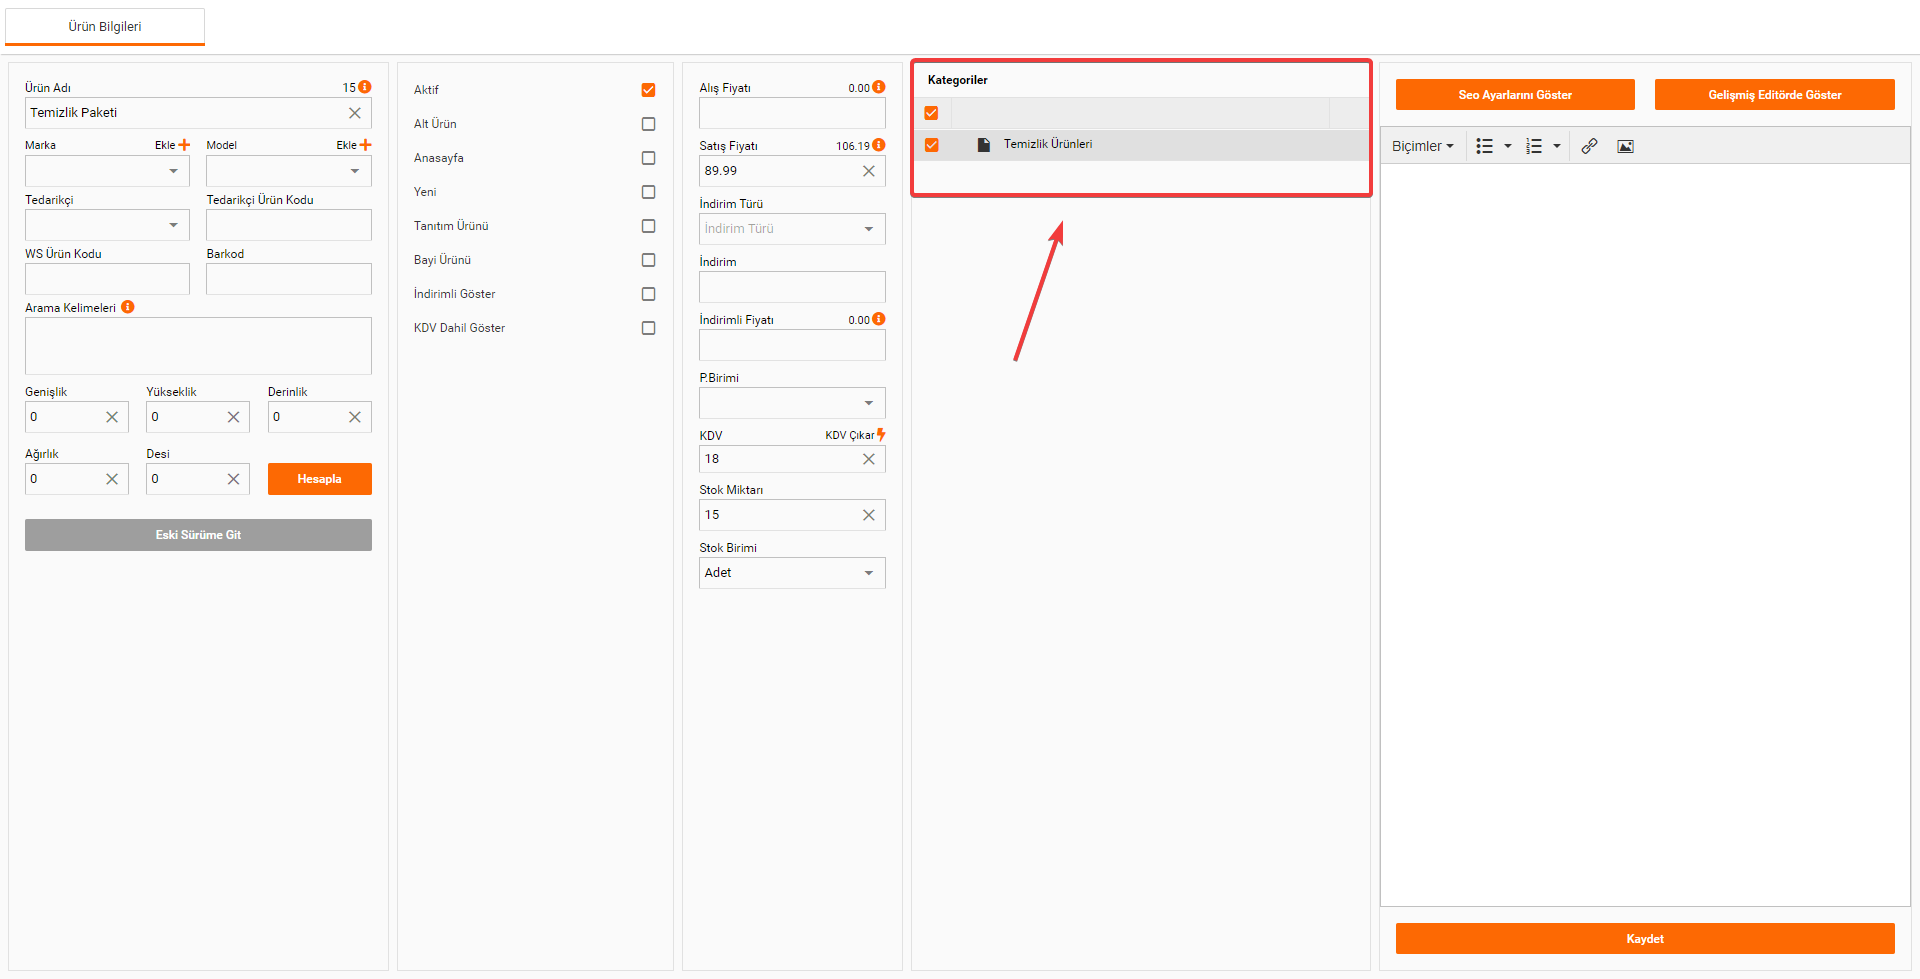 Ürün Bilgileri
Ürün Adı 15
Temizlik Paketi
Marka Ekle Model Ekle
Tedarikçi Tedarikçi Ürün Kodu
WS Ürün Kodu Barkod
Arama Kelimeleri
Genişlik Yükseklik Derinlik
0 0 0
Ağırlık Desi
0 0 Hesapla
Eski Sürüme Git
Aktif
Alt Ürün
Anasayfa
Yeni
Tanıtım Ürünü
Bayi Ürünü
İndirimli Göster
KDV Dahil Göster
Alış Fiyatı 0.00
Satış Fiyatı 106.19
89.99
İndirim Türü
İndirim Türü
İndirim
İndirimli Fiyatı 0.00
P.Birimi
KDV KDV Çıkar
18
Stok Miktarı
15
Stok Birimi
Adet
Kategoriler
Temizlik Ürünleri
Seo Ayarlarını Göster Gelişmiş Editörde Göster
Biçimler
Kaydet